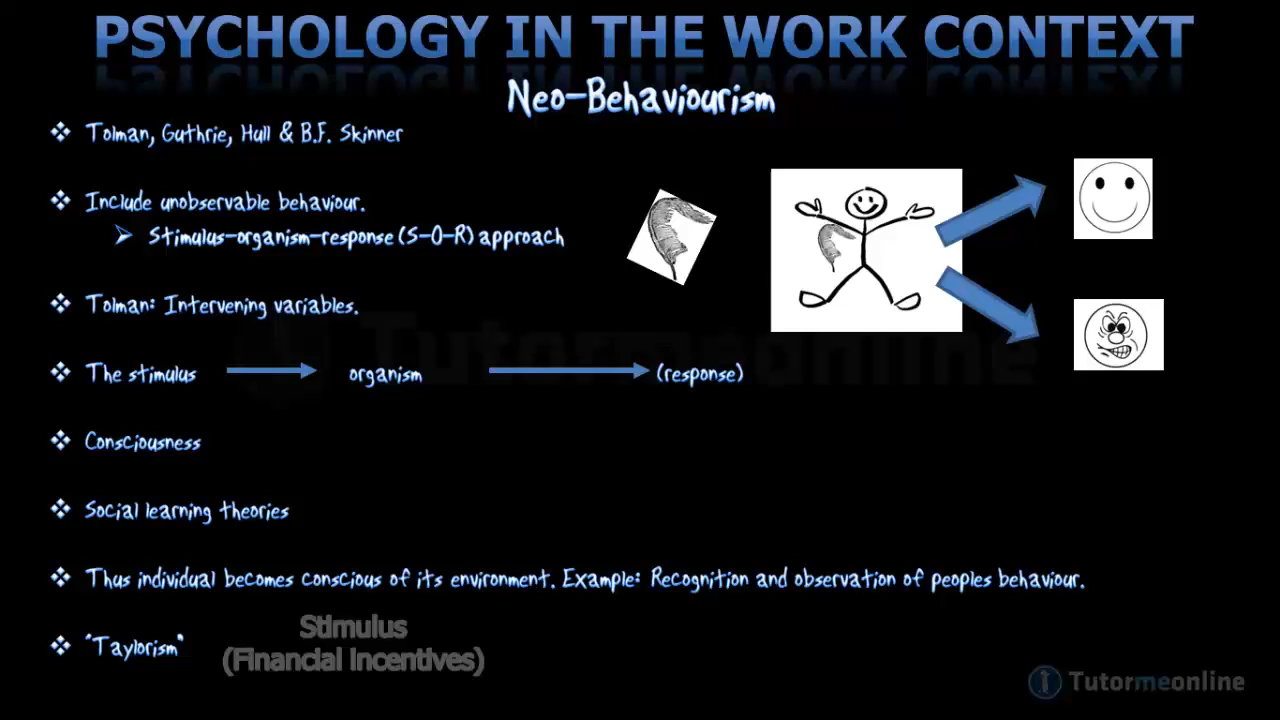 PSYCHOLOGY IN THE WORK CONTEXT
Neo-Behaviourism
Tolman, Guthrie, Hull & B.F. Skinner
Include unobservable behaviour.
Stimulus-organism-response (S-O-R) approach
Tolman: Intervening variables.
The stimulus organism (response)
Consciousness
Social learning theories
Thus individual becomes conscious of its environment. Example: Recognition and observation of peoples behaviour.
"Taylorism"
Stimulus
(Financial Incentives)
Tutormeonline
Tutormeonline